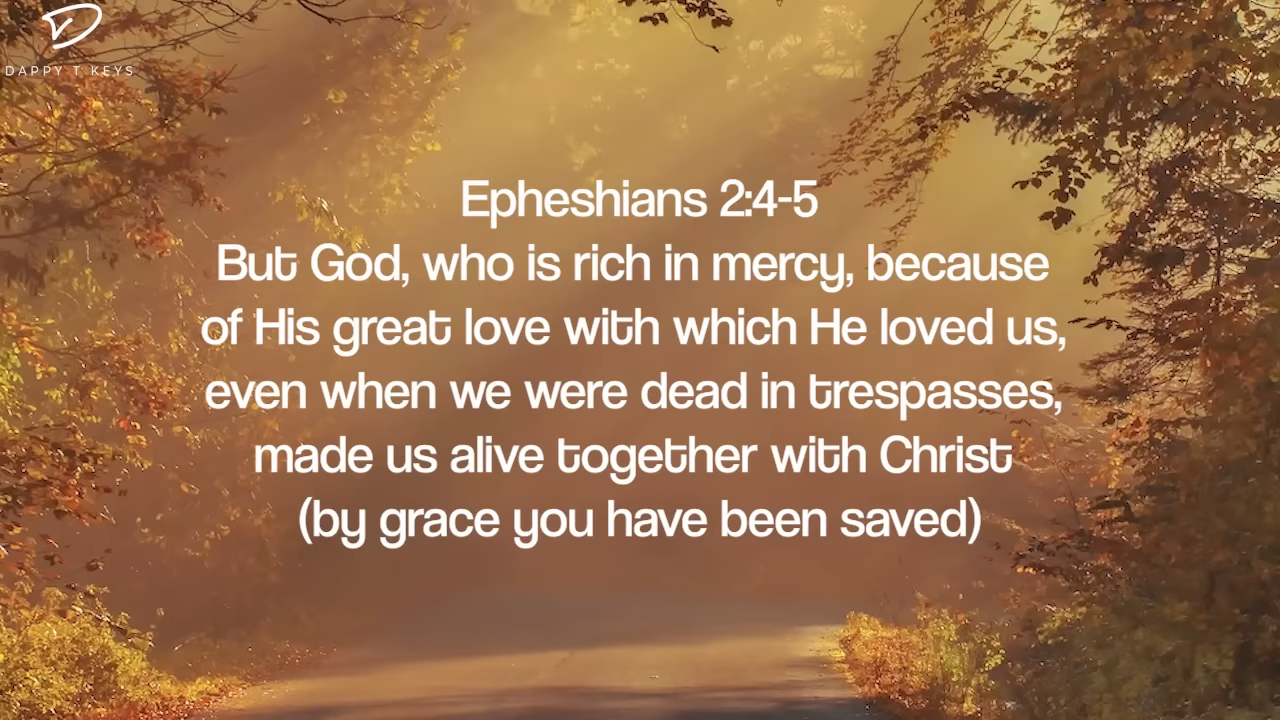 DAPPY T KEYS
Epheshians 2:4-5
But God, who is rich in mercy, because
of His great love with which He loved us,
even when we were dead in trespasses,
made us alive together with Christ
(by grace you have been saved)